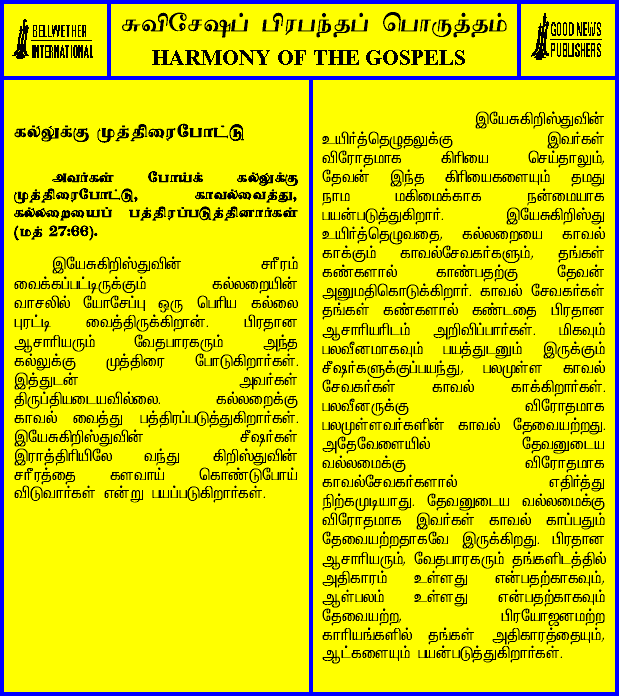 BELLWETHER
INTERNATIONAL
சுவிசேஷப் பிரபந்தப் பொருத்தம்
HARMONY OF THE GOSPELS
GOOD NEWS
PUBLISHERS
கல்லுக்கு முத்திரைபோட்டு
அவர்கள் போய்க் கல்லுக்கு
முத்திரைபோட்டு, காவல்வைத்து,
கல்லறையைப் பத்திரப்படுத்தினார்கள்
(மத் 27:66).
இயேசுகிறிஸ்துவின் சரீரம்
வைக்கப்பட்டிருக்கும் கல்லறையின்
வாசலில் யோசேப்பு ஒரு பெரிய கல்லை
புரட்டி வைத்திருக்கிறான். பிரதான
ஆசாரியரும் வேதபாரகரும் அந்த
கல்லுக்கு முத்திரை போடுகிறார்கள்.
இத்துடன் அவர்கள்
திருப்தியடையவில்லை. கல்லறைக்கு
காவல் வைத்து பத்திரப்படுத்துகிறார்கள்.
இயேசுகிறிஸ்துவின் சீஷர்கள்
இராத்திரியிலே வந்து கிறிஸ்துவின்
சரீரத்தை களவாய் கொண்டுபோய்
விடுவார்கள் என்று பயப்படுகிறார்கள்.
இயேசுகிறிஸ்துவின்
உயிர்த்தெழுதலுக்கு இவர்கள்
விரோதமாக கிரியை செய்தாலும்,
தேவன் இந்த கிரியைகளையும் தமது
நாம மகிமைக்காக நன்மையாக
பயன்படுத்துகிறார். இயேசுகிறிஸ்து
உயிர்த்தெழுவதை, கல்லறையை காவல்
காக்கும் காவல்சேவகர்களும், தங்கள்
கண்களால் காண்பதற்கு தேவன்
அனுமதிகொடுக்கிறார். காவல் சேவகர்கள்
தங்கள் கண்களால் கண்டதை பிரதான
ஆசாரியரிடம் அறிவிப்பார்கள். மிகவும்
பலவீனமாகவும் பயத்துடனும் இருக்கும்
சீஷர்களுக்குப்பயந்து, பலமுள்ள காவல்
சேவகர்கள் காவல் காக்கிறார்கள்.
பலவீனருக்கு விரோதமாக
பலமுள்ளவர்களின் காவல் தேவையற்றது.
அதேவேளையில் தேவனுடைய
வல்லமைக்கு விரோதமாக
காவல்சேவகர்களால் எதிர்த்து
நிற்கமுடியாது. தேவனுடைய வல்லமைக்கு
விரோதமாக இவர்கள் காவல் காப்பதும்
தேவையற்றதாகவே இருக்கிறது. பிரதான
ஆசாரியரும், வேதபாரகரும் தங்களிடத்தில்
அதிகாரம் உள்ளது என்பதற்காகவும்,
ஆள்பலம் உள்ளது என்பதற்காகவும்
தேவையற்ற, பிரயோஜனமற்ற
காரியங்களில் தங்கள் அதிகாரத்தையும்,
ஆட்களையும் பயன்படுத்துகிறார்கள்.